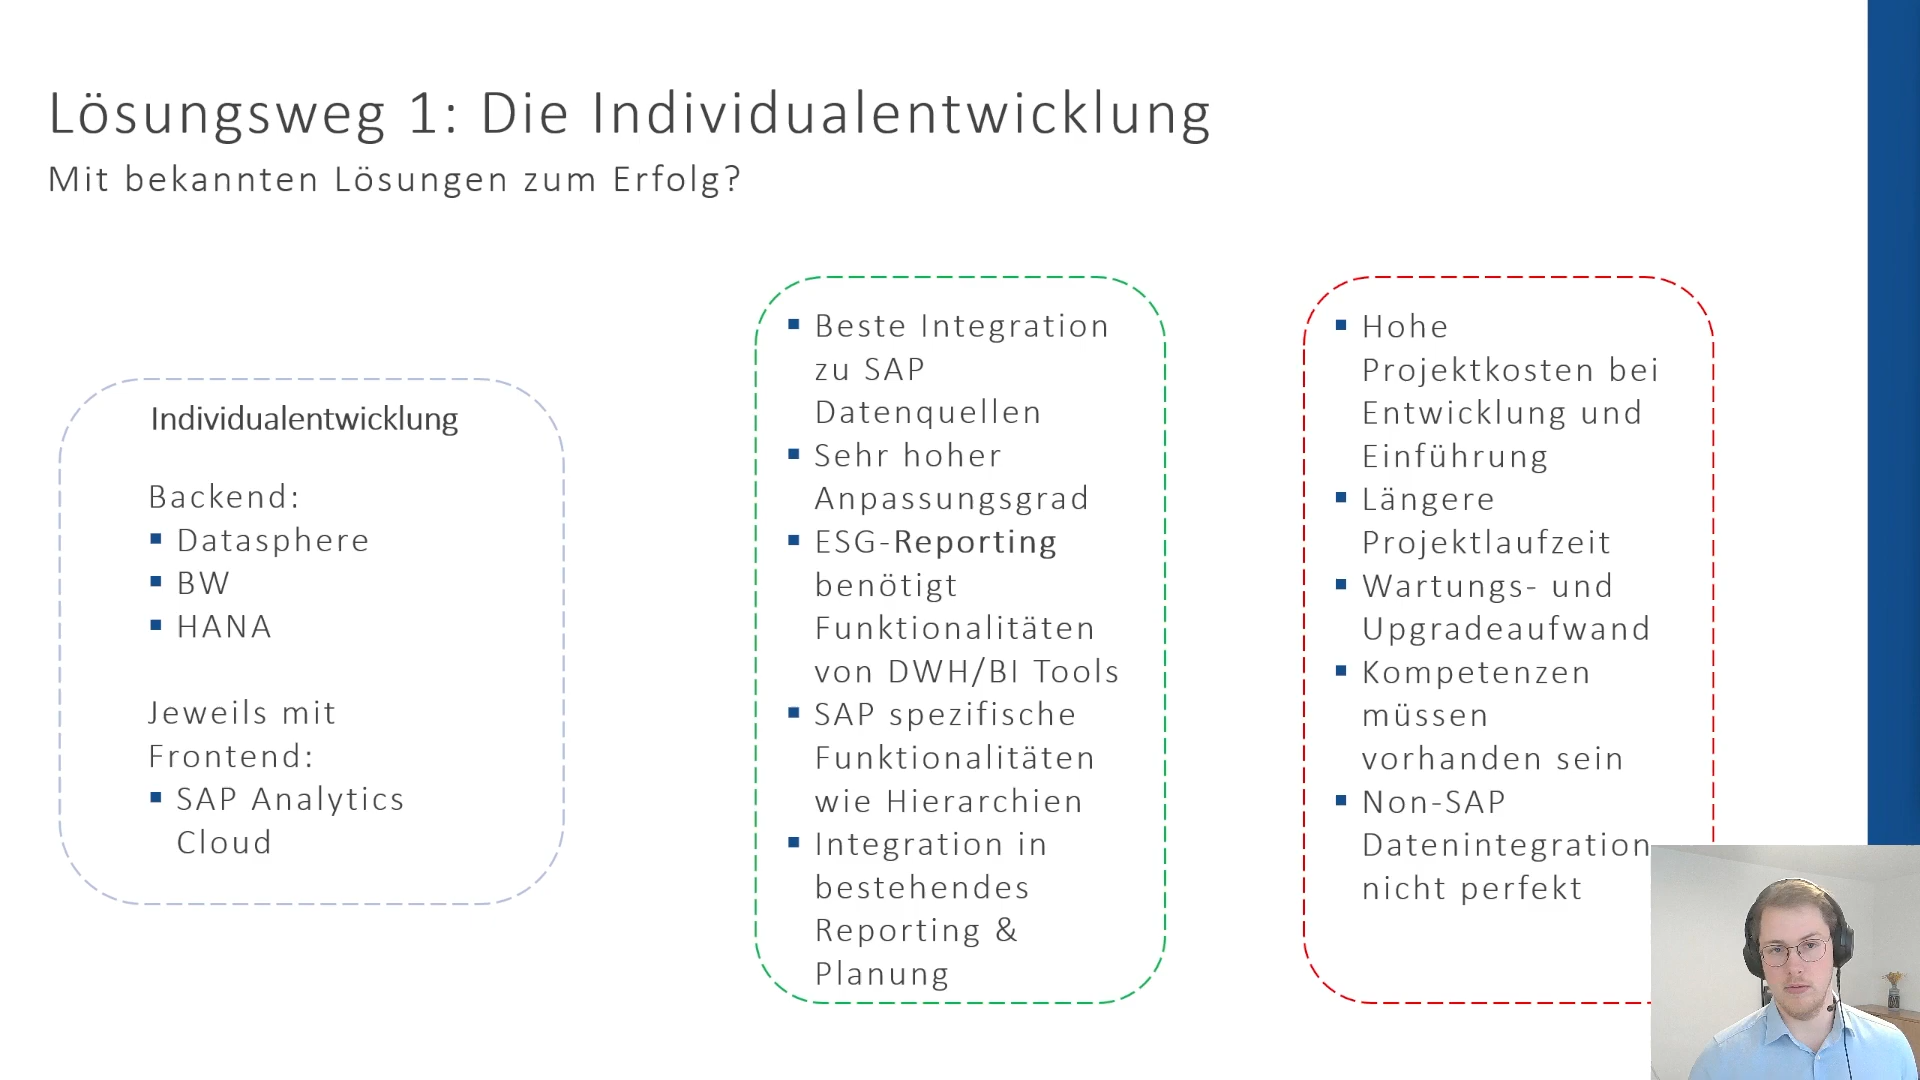 Lösungsweg 1: Die Individualentwicklung
Mit bekannten Lösungen zum Erfolg?
Individualentwicklung
Backend:
Datasphere
BW
HANA
Jeweils mit
Frontend:
SAP Analytics
Cloud
Beste Integration
zu SAP
Datenquellen
Sehr hoher
Anpassungsgrad
ESG-Reporting
benötigt
Funktionalitäten
von DWH/BI Tools
SAP spezifische
Funktionalitäten
wie Hierarchien
Integration in
bestehendes
Reporting &
Planung
Hohe
Projektkosten bei
Entwicklung und
Einführung
Längere
Projektlaufzeit
Wartungs- und
Upgradeaufwand
Kompetenzen
müssen
vorhanden sein
Non-SAP
Datenintegration
nicht perfekt